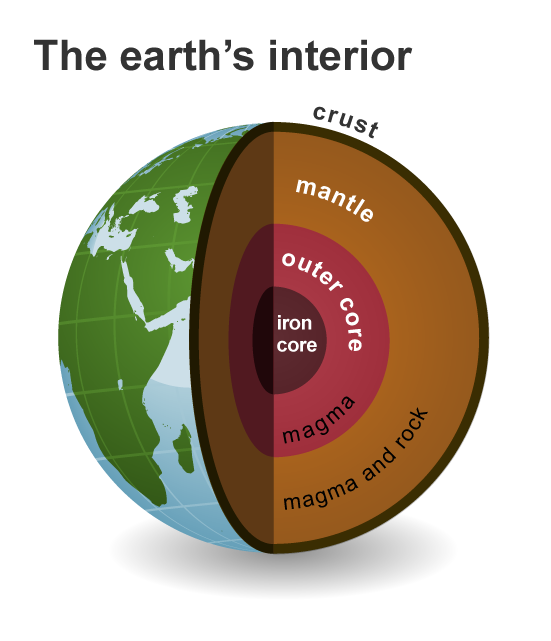 The earth’s interior
crust
mantle
outer core
iron
core
magma
magma and rock